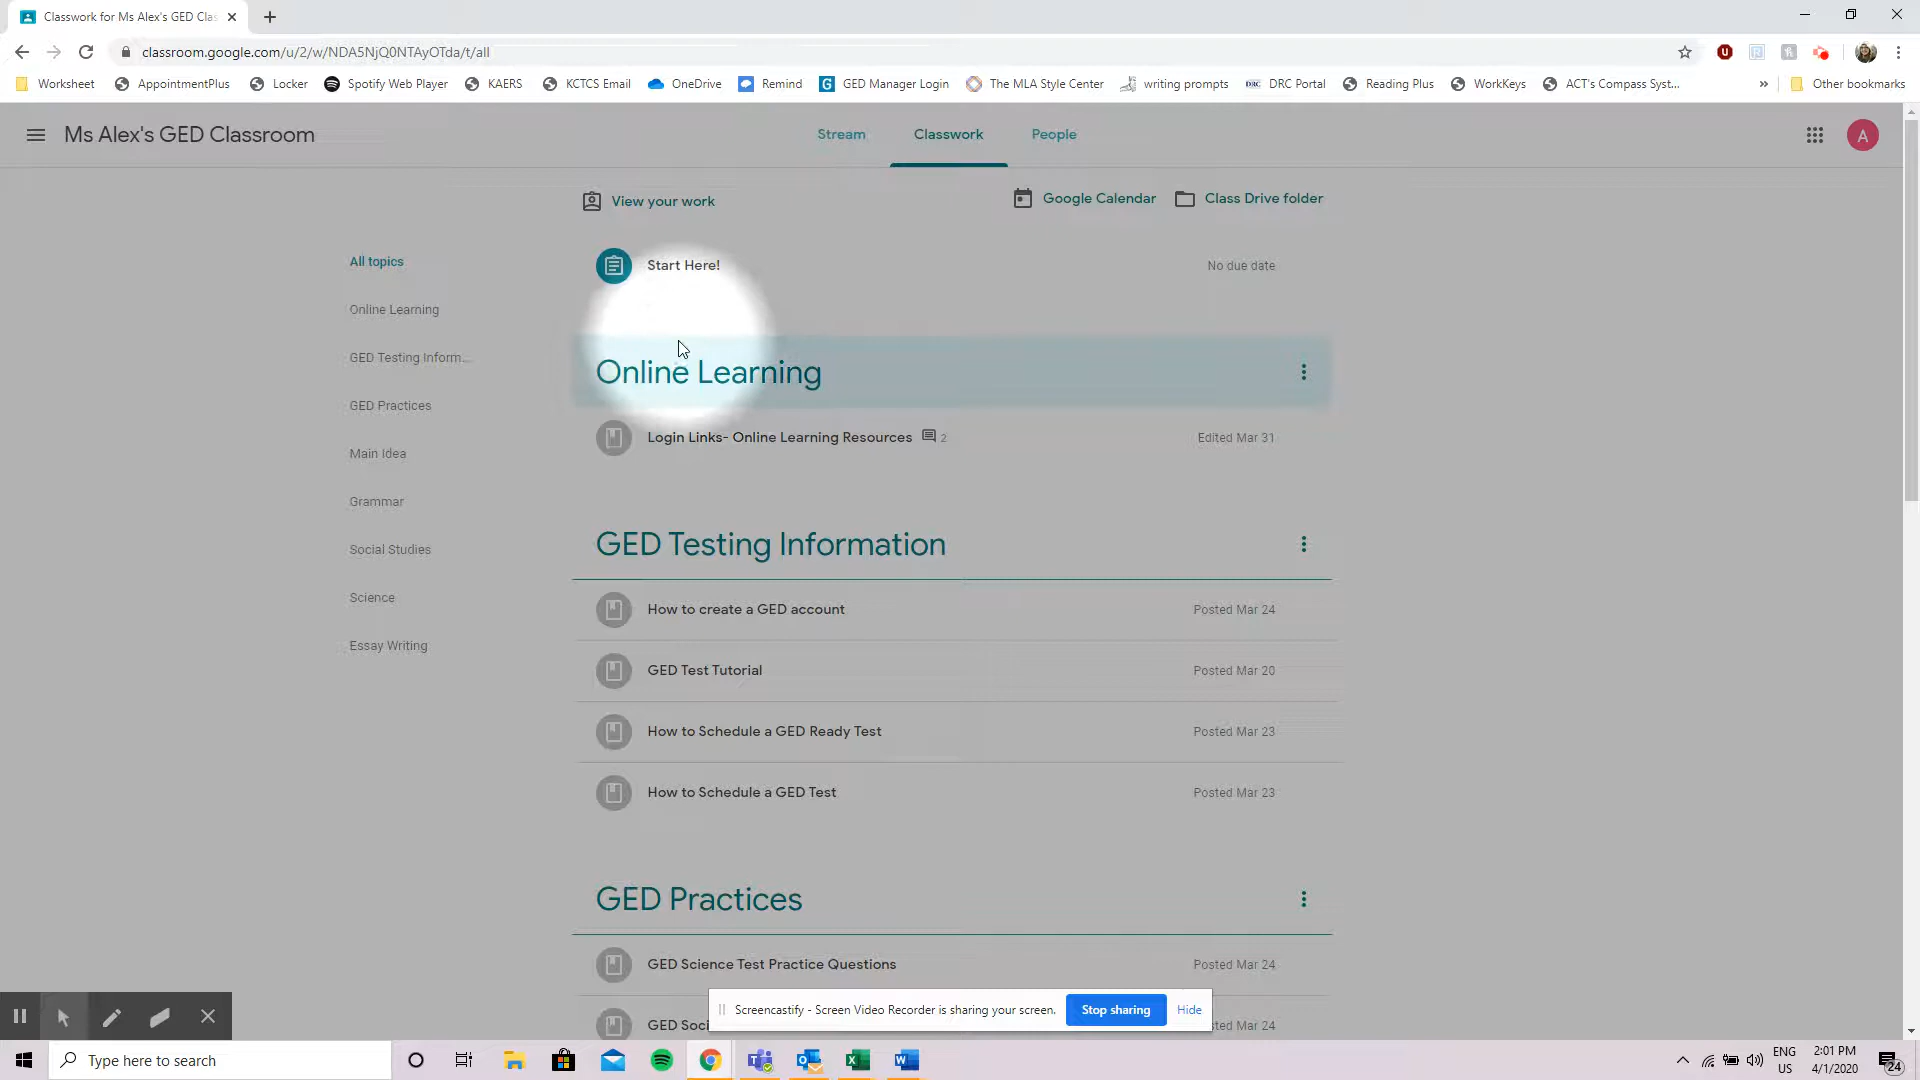 Classwork for Ms Alex's GED Clas
classroom.google.com/u/2/w/NDA5NjQ0NTAyOTda/t/all
Worksheet AppointmentPlus Locker Spotify Web Player KAERS KCTCS Email OneDrive Remind GED Manager Login The MLA Style Center writing prompts DRC Portal Reading Plus WorkKeys ACT's Compass Syst... » Other bookmarks
Ms Alex's GED Classroom
Stream Classwork People
A
View your work
Google Calendar Class Drive folder
All topics
Online Learning
GED Testing Inform...
GED Practices
Main Idea
Grammar
Social Studies
Science
Essay Writing
Start Here! No due date
Online Learning
Login Links- Online Learning Resources 2 Edited Mar 31
GED Testing Information
How to create a GED account Posted Mar 24
GED Test Tutorial Posted Mar 20
How to Schedule a GED Ready Test Posted Mar 23
How to Schedule a GED Test Posted Mar 23
GED Practices
GED Science Test Practice Questions Posted Mar 24
GED Soci Mar 24
Screencastify - Screen Video Recorder is sharing your screen. Stop sharing Hide
Type here to search
ENG
US
2:01 PM
4/1/2020
24